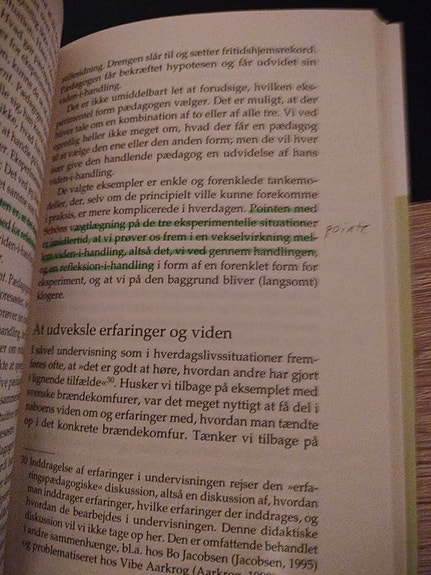 stillesidning. Drengen slår til og sætter fritidshjemsrekord.
Pædagogen får bekræftet hypotesen og får udvidet sin
viden-i-handling.
Det er ikke umiddelbart let at forudsige, hvilken eks-
perimentel form pædagogen vælger. Det er muligt, at der
bliver tale om en kombination af to eller af alle tre. Vi ved
egentlig heller ikke meget om, hvad der får en pædagog
til at vælge den ene eller den anden form; men de vil hver
især give den handlende pædagog en udvidelse af hans
viden-i-handling.
De valgte eksempler er enkle og forenklede tankemo-
deller, der, selv om de principielt ville kunne forekomme
i praksis, er mere komplicerede i hverdagen. Pointen med
Schöns vægtlægning på de tre eksperimentelle situationer
er imidlertid, at vi prøver os frem i en vekselvirkning mel-
lem viden-i-handling, altså det, vi ved gennem handlingen,
og en refleksion-i-handling i form af en forenklet form for
eksperiment, og at vi på den baggrund bliver (langsomt)
klogere.
pointe
At udveksle erfaringer og viden
I såvel undervisning som i hverdagslivssituationer frem-
føres ofte, at »det er godt at høre, hvordan andre har gjort
i lignende tilfælde«30. Husker vi tilbage på eksemplet med
svenske brændekomfurer, var det meget nyttigt at få del i
naboens viden om og erfaringer med, hvordan man tændte
op i det konkrete brændekomfur. Tænker vi tilbage på
30 Inddragelse af erfaringer i undervisningen rejser den »erfa-
ringspædagogiske« diskussion, altså en diskussion af, hvordan
man inddrager erfaringer, hvilke erfaringer der inddrages, og
hvordan de bearbejdes i undervisningen. Denne didaktiske
diskussion vil vi ikke tage op her. Den er omfattende behandlet
i andre sammenhænge, bl.a. hos Bo Jacobsen (Jacobsen, 1995)
og problematiseret hos Vibe Aarkrog (Aarkrog,